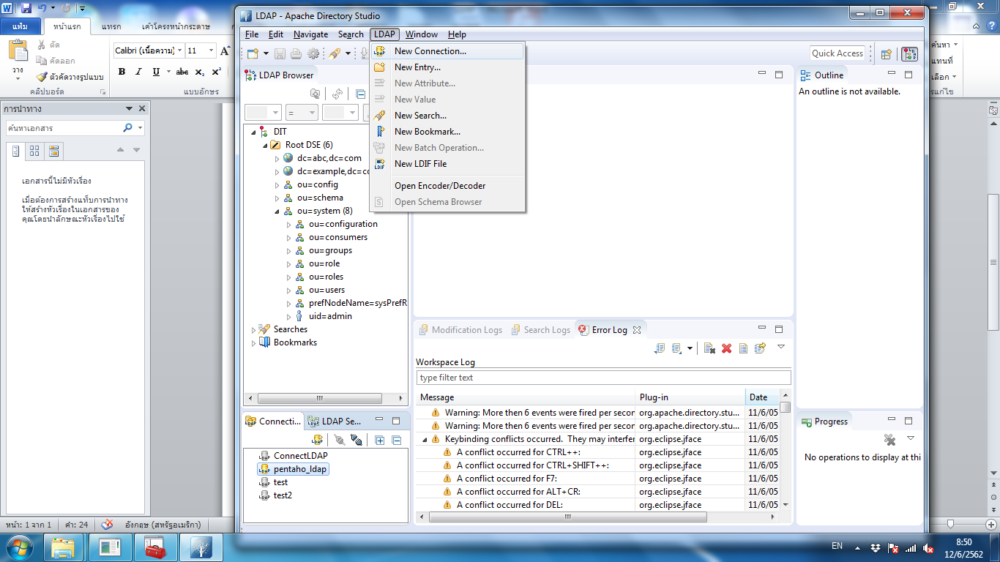 LDAP - Apache Directory Studio
File Edit Navigate Search LDAP Window Help
แฟ้ม หน้าแรก แทรก เค้าโครงหน้ากระดาษ
วาง
ตัด
คัดลอก
ตัวคัดวางรูปแบบ
คลิปบอร์ด
Calibri (เนื้อความ) 11 A
B I U abc x₂ x²
แบบอักษร
ค้นหา
แทนที่
เลือก
การนำทาง
ค้นหาเอกสาร
เอกสารนี้ไม่มีหัวเรื่อง
เมื่อต้องการสร้างแท็บการนำทาง
ให้สร้างหัวเรื่องในเอกสารของ
คุณโดยนำลักษณะหัวเรื่องไปใช้
หน้า: 1 จาก 1 คำ: 24 อังกฤษ (สหรัฐอเมริกา)
Quick Access
New Connection...
New Entry...
New Attribute...
New Value
New Search...
New Bookmark...
New Batch Operation...
New LDIF File
Open Encoder/Decoder
Open Schema Browser
LDAP Browser
=
DIT
Root DSE (6)
dc=abc,dc=com
dc=example,dc=co
ou=config
ou=schema
ou=system (8)
ou=configuration
ou=consumers
ou=groups
ou=role
ou=roles
ou=users
prefNodeName=sysPrefR
uid=admin
Searches
Bookmarks
Connecti... LDAP Se...
ConnectLDAP
pentaho_ldap
test
test2
Outline
An outline is not available.
Modification Logs Search Logs Error Log
Workspace Log
type filter text
Message Plug-in Date
Warning: More then 6 events were fired per secon org.apache.directory.stu... 11/6/05
Warning: More then 6 events were fired per secon org.apache.directory.stu... 11/6/05
Keybinding conflicts occurred. They may interfer org.eclipse.jface 11/6/05
A conflict occurred for CTRL++: org.eclipse.jface 11/6/05
A conflict occurred for CTRL+SHIFT++: org.eclipse.jface 11/6/05
A conflict occurred for F7: org.eclipse.jface 11/6/05
A conflict occurred for ALT+CR: org.eclipse.jface 11/6/05
A conflict occurred for DEL: org.eclipse.jface 11/6/05
Progress
No operations to display at thi
EN
8:50
12/6/2562